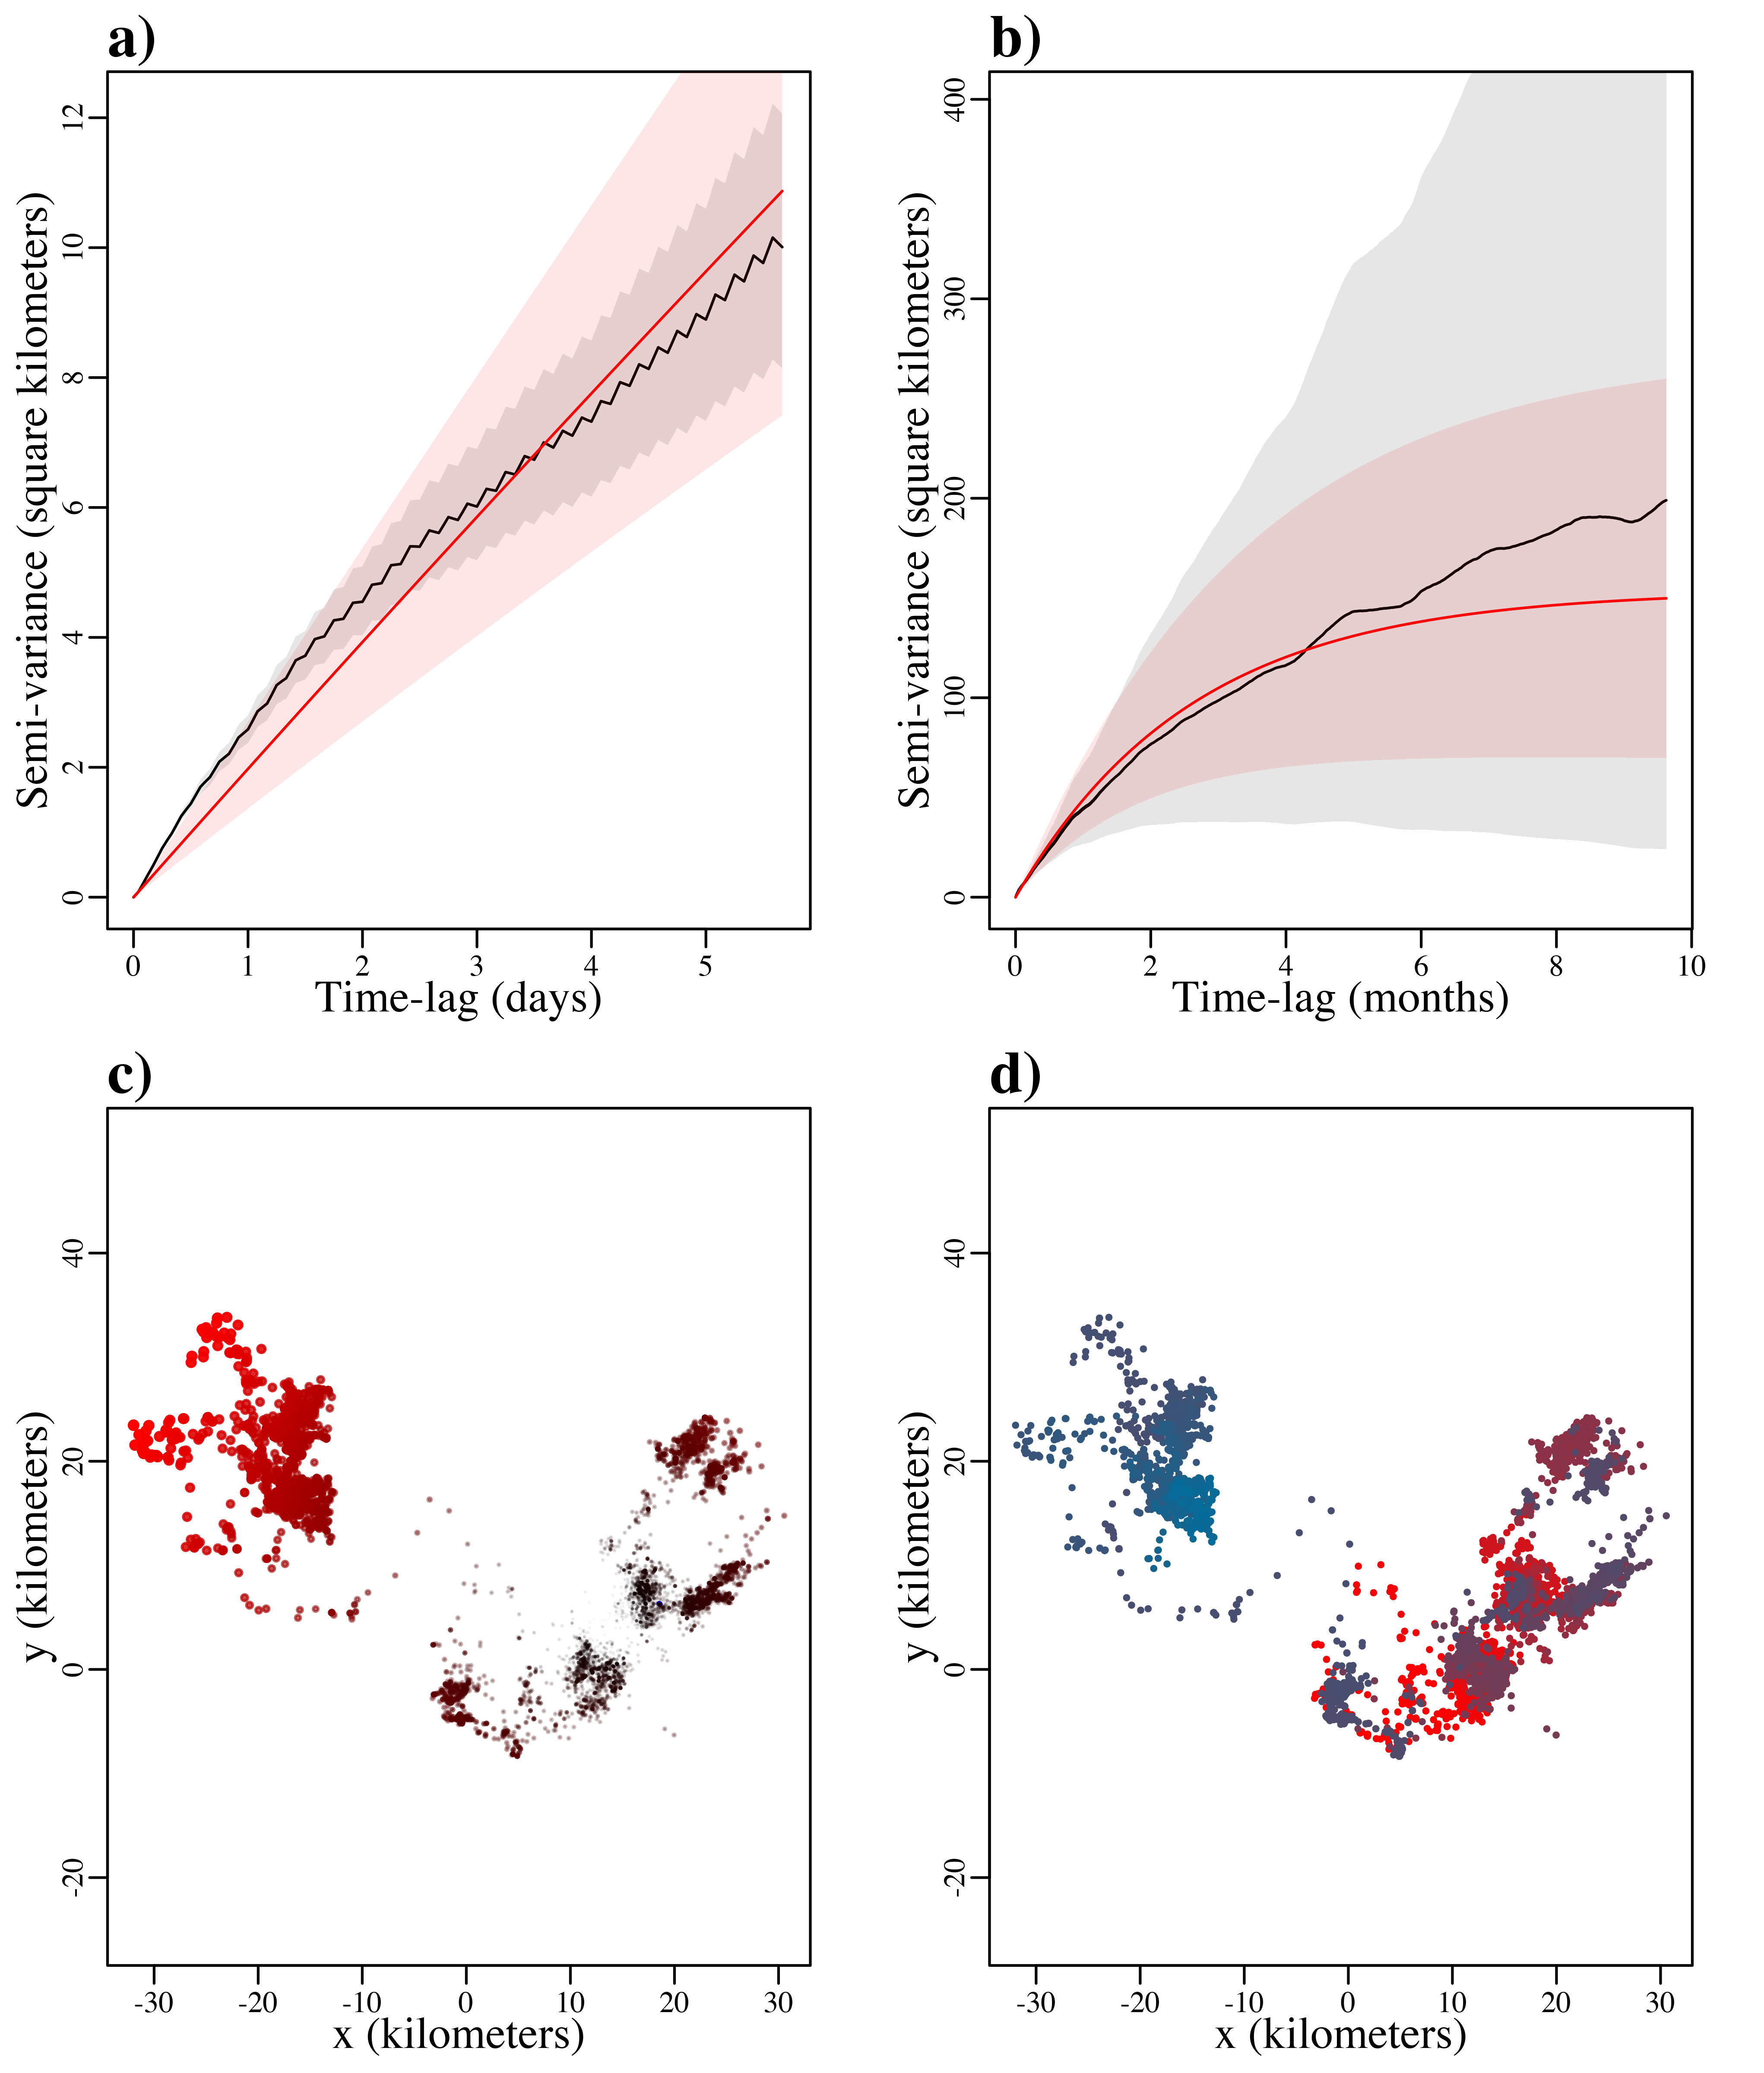 a)
Semi-variance (square kilometers)
0 2 4 6 8 10 12
0 1 2 3 4 5
Time-lag (days)
b)
Semi-variance (square kilometers)
0 100 200 300 400
0 2 4 6 8 10
Time-lag (months)
c)
y (kilometers)
-20 0 20 40
-30 -20 -10 0 10 20 30
x (kilometers)
d)
y (kilometers)
-20 0 20 40
-30 -20 -10 0 10 20 30
x (kilometers)